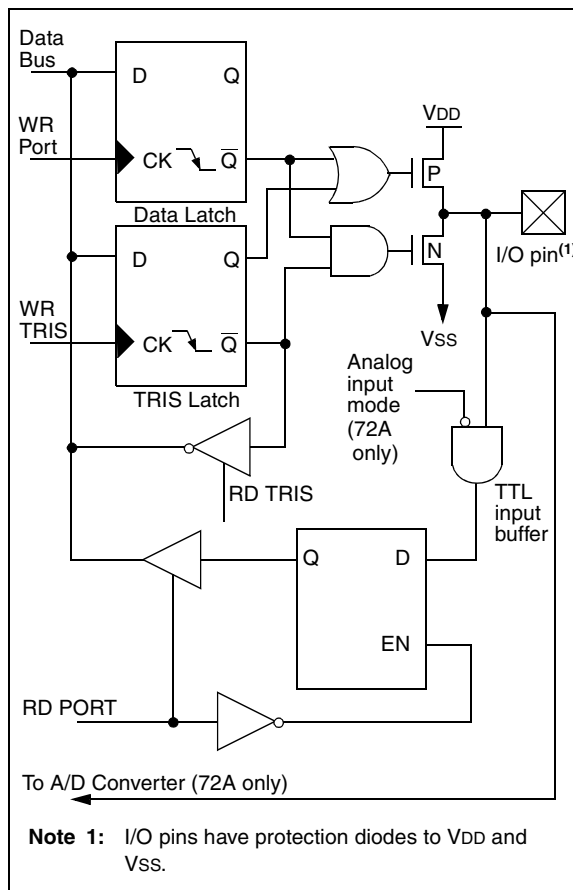 Data
Bus
D
Q
VDD
WR
Port
CK
Q
P
Data Latch
I/O pin(1)
D
Q
N
WR
TRIS
CK
Q
VSS
TRIS Latch
Analog
input
mode
(72A
only)
RD TRIS
TTL
input
buffer
Q
D
EN
RD PORT
To A/D Converter (72A only)
Note 1: I/O pins have protection diodes to VDD and
VSS.